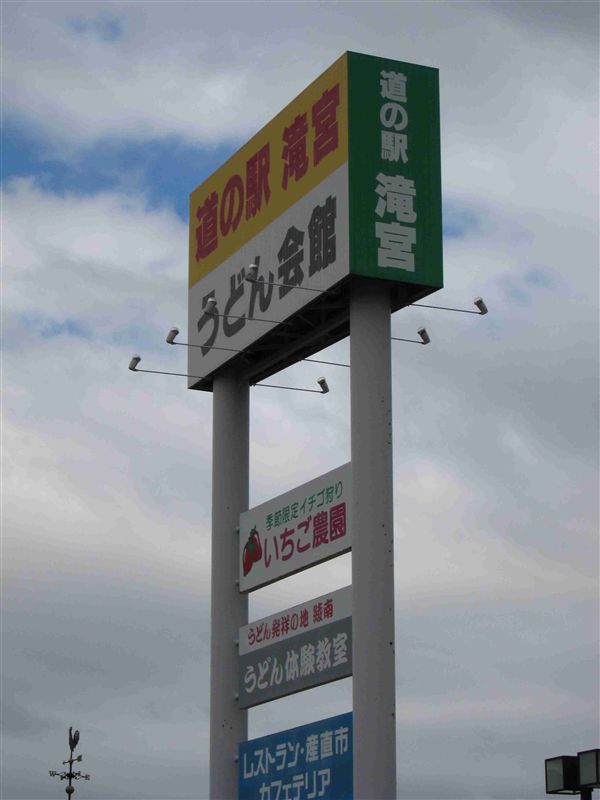 道の駅 滝宮
うどん会館
道の駅 滝宮
季節限定イチゴ狩り
いちご農園
うどん発祥の地 綾南
うどん体験教室
レストラン・産直市
カフェテリア
W
E